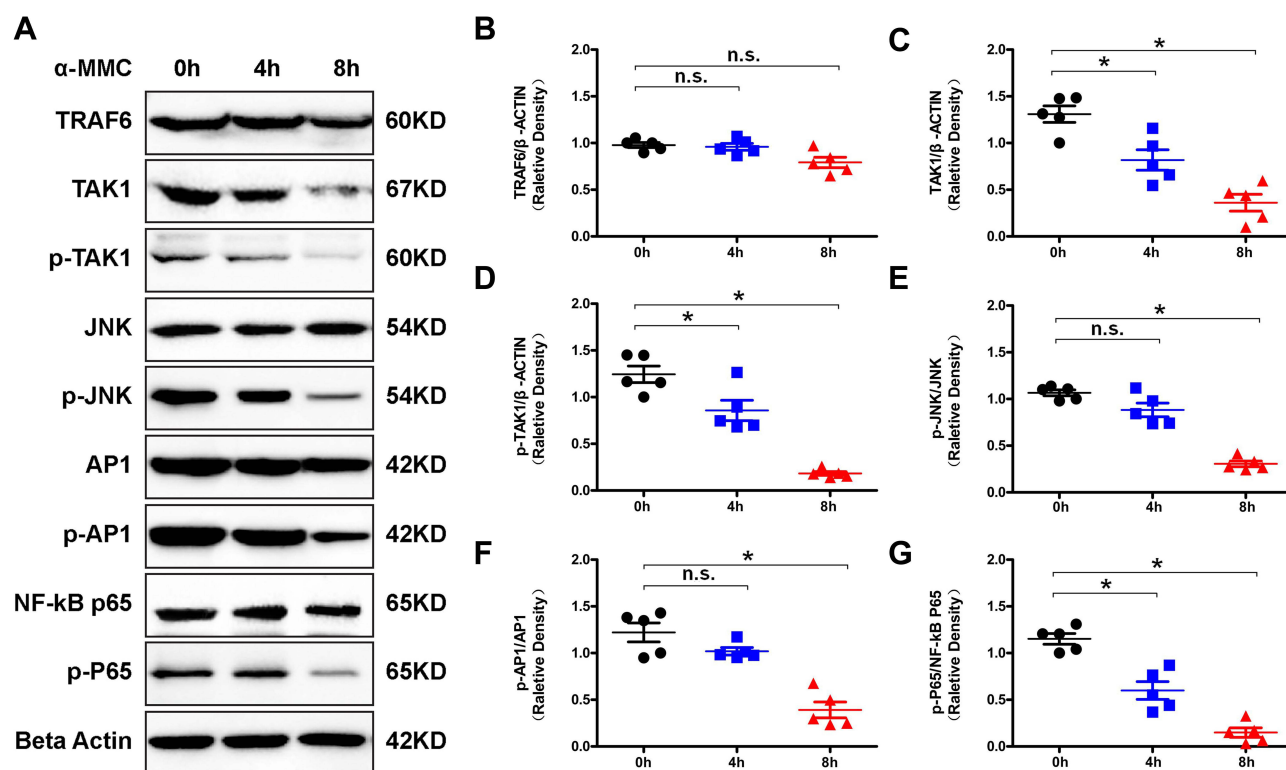 A
α-MMC 0h 4h 8h
TRAF6 60KD
TAK1 67KD
p-TAK1 60KD
JNK 54KD
p-JNK 54KD
AP1 42KD
p-AP1 42KD
NF-kB p65 65KD
p-P65 65KD
Beta Actin 42KD
B
TRAF6/β-ACTIN
(Raletive Density)
2.0
1.5
1.0
0.5
0.0
n.s.
n.s.
0h 4h 8h
C
TAK1/β-ACTIN
(Raletive Density)
2.0
1.5
1.0
0.5
0.0
*
*
0h 4h 8h
D
p-TAK1/β-ACTIN
(Raletive Density)
2.0
1.5
1.0
0.5
0.0
*
*
0h 4h 8h
E
p-JNK/JNK
(Raletive Density)
2.0
1.5
1.0
0.5
0.0
*
n.s.
0h 4h 8h
F
p-AP1/AP1
(Raletive Density)
2.0
1.5
1.0
0.5
0.0
*
n.s.
0h 4h 8h
G
p-P65/NF-kB P65
(Raletive Density)
2.0
1.5
1.0
0.5
0.0
*
*
0h 4h 8h